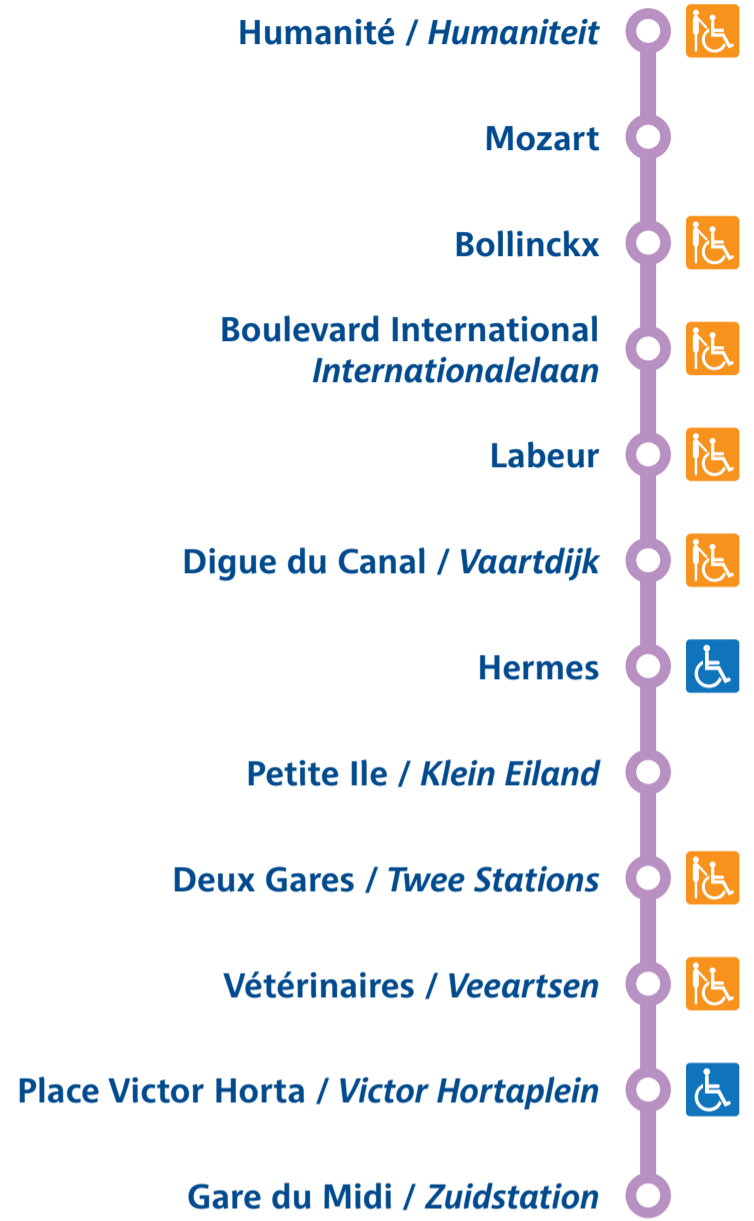 Humanité / Humaniteit
Mozart
Bollinckx
Boulevard International
Internationalelaan
Labeur
Digue du Canal / Vaartdijk
Hermes
Petite Ile / Klein Eiland
Deux Gares / Twee Stations
Vétérinaires / Veeartsen
Place Victor Horta / Victor Hortaplein
Gare du Midi / Zuidstation